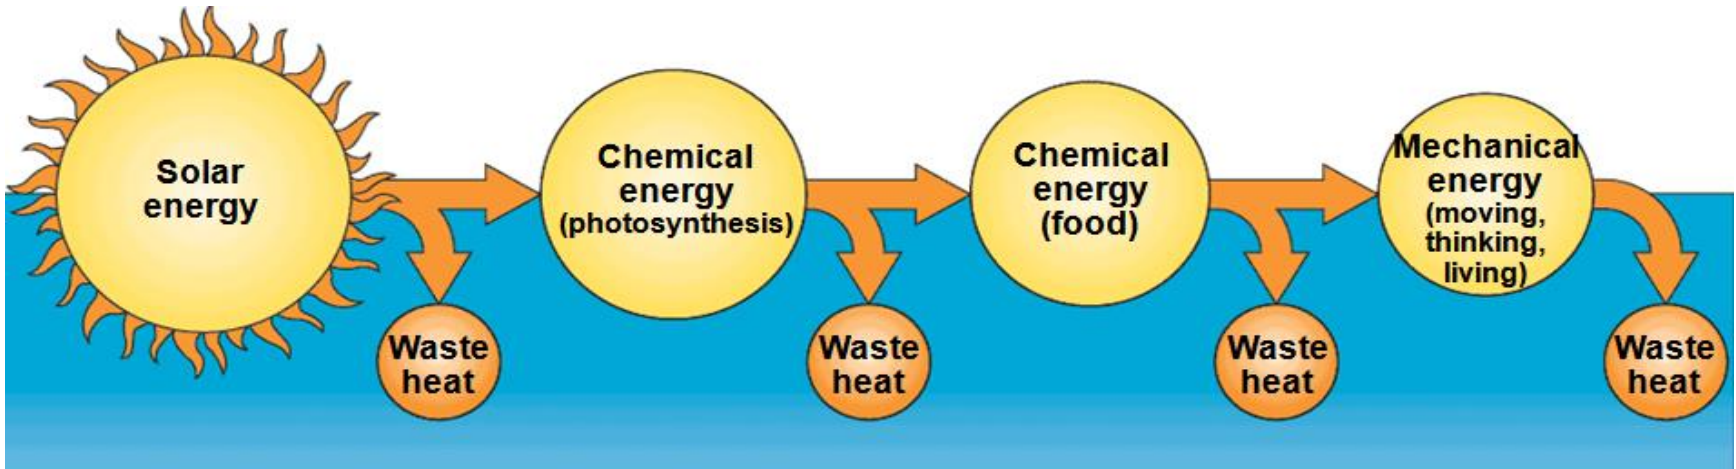 Solar
energy
Chemical
energy
(photosynthesis)
Chemical
energy
(food)
Mechanical
energy
(moving,
thinking,
living)
Waste
heat
Waste
heat
Waste
heat
Waste
heat